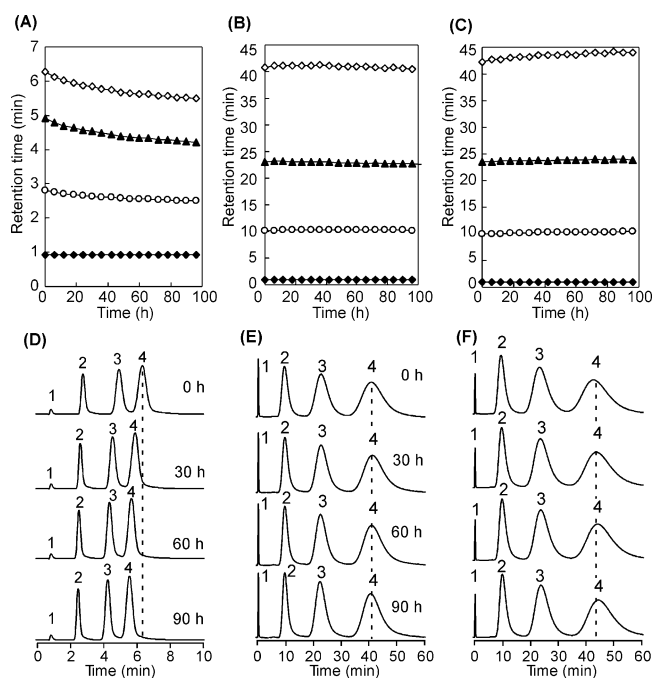 (A)
7
6
5
4
3
2
1
0
Retention time (min)
0 20 40 60 80 100
Time (h)
(B)
45
40
35
30
25
20
15
10
5
0
Retention time (min)
0 20 40 60 80 100
Time (h)
(C)
45
40
35
30
25
20
15
10
5
0
Retention time (min)
0 20 40 60 80 100
Time (h)
(D)
1 2 3 4
0 h
1 2 3 4
30 h
1 2 3 4
60 h
1 2 3 4
90 h
0 2 4 6 8 10
Time (min)
(E)
1 2 3 4
0 h
1 2 3 4
30 h
1 2 3 4
60 h
1 2 3 4
90 h
0 10 20 30 40 50 60
Time (min)
(F)
1 2 3 4
1 2 3 4
1 2 3 4
1 2 3 4
0 10 20 30 40 50 60
Time (min)